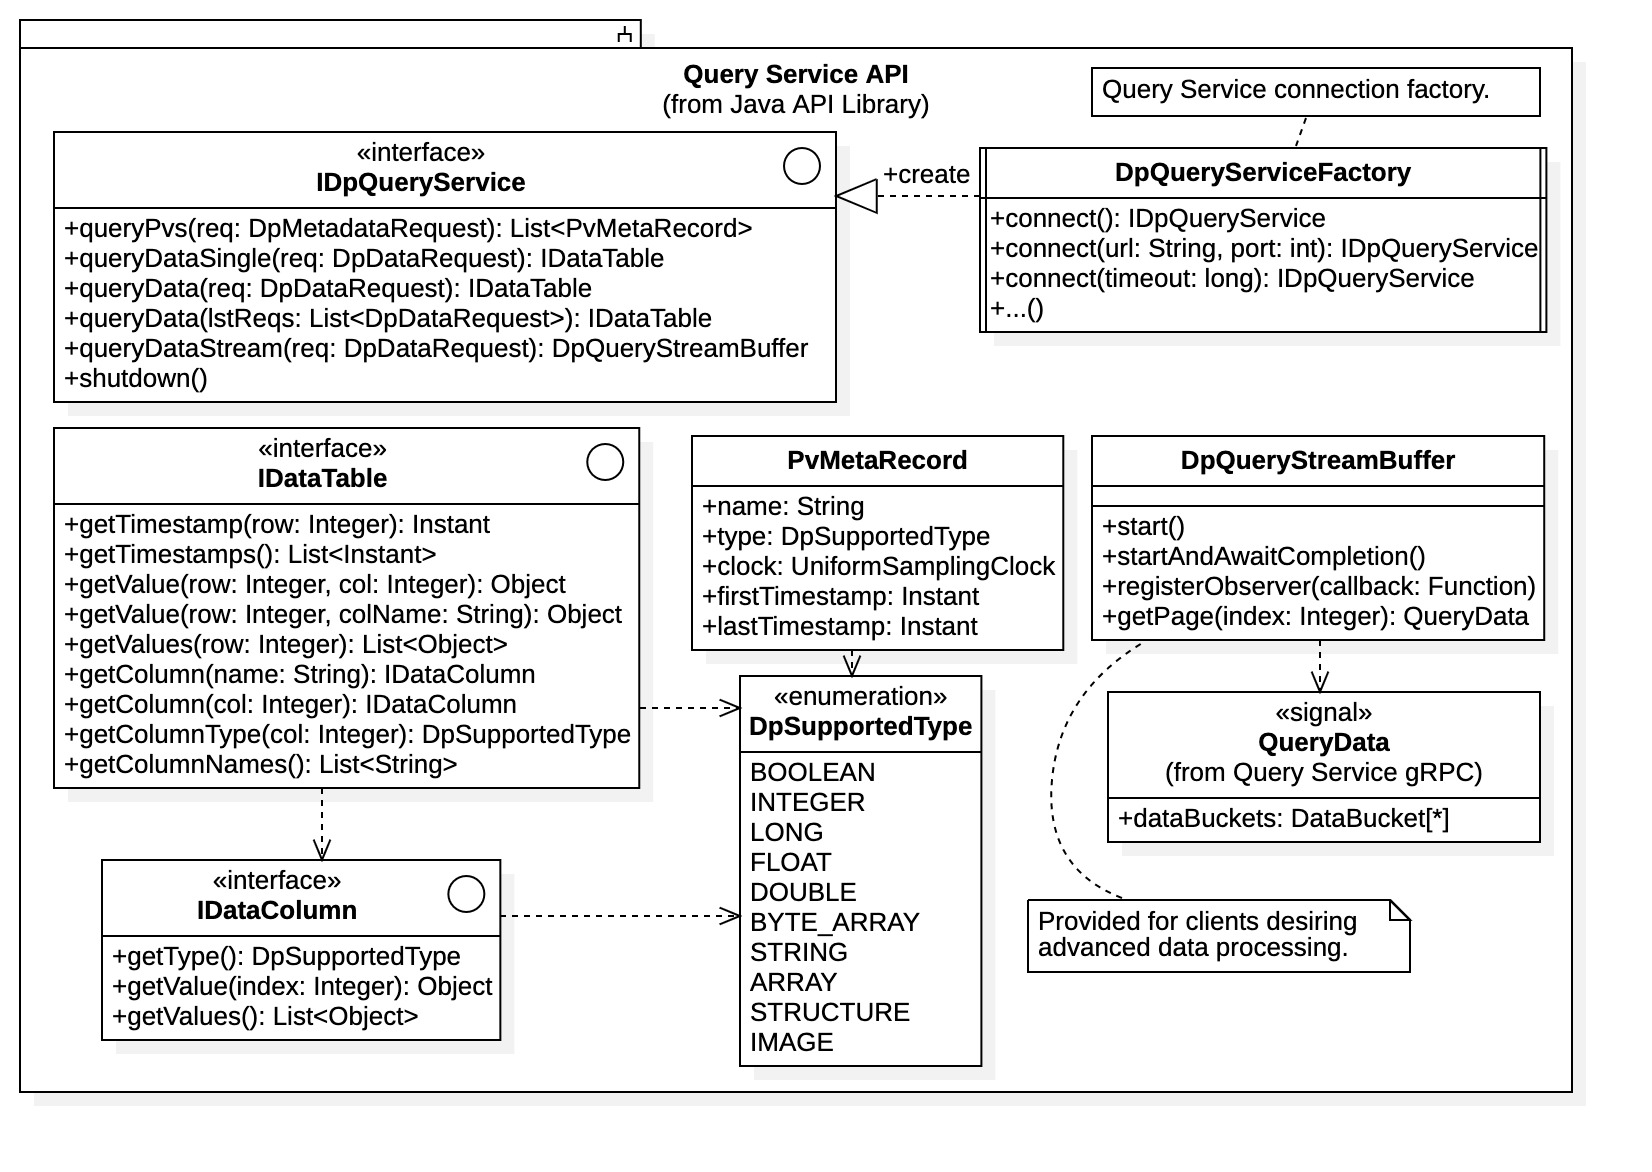 Query Service API
(from Java API Library)
Query Service connection factory.
«interface»
IDpQueryService
+queryPvs(req: DpMetadataRequest): List<PvMetaRecord>
+queryDataSingle(req: DpDataRequest): IDataTable
+queryData(req: DpDataRequest): IDataTable
+queryData(lstReqs: List<DpDataRequest>): IDataTable
+queryDataStream(req: DpDataRequest): DpQueryStreamBuffer
+shutdown()
+create
DpQueryServiceFactory
+connect(): IDpQueryService
+connect(url: String, port: int): IDpQueryService
+connect(timeout: long): IDpQueryService
+...()
«interface»
IDataTable
+getTimestamp(row: Integer): Instant
+getTimestamps(): List<Instant>
+getValue(row: Integer, col: Integer): Object
+getValue(row: Integer, colName: String): Object
+getValues(row: Integer): List<Object>
+getColumn(name: String): IDataColumn
+getColumn(col: Integer): IDataColumn
+getColumnType(col: Integer): DpSupportedType
+getColumnNames(): List<String>
PvMetaRecord
+name: String
+type: DpSupportedType
+clock: UniformSamplingClock
+firstTimestamp: Instant
+lastTimestamp: Instant
DpQueryStreamBuffer
+start()
+startAndAwaitCompletion()
+registerObserver(callback: Function)
+getPage(index: Integer): QueryData
«enumeration»
DpSupportedType
BOOLEAN
INTEGER
LONG
FLOAT
DOUBLE
BYTE_ARRAY
STRING
ARRAY
STRUCTURE
IMAGE
«signal»
QueryData
(from Query Service gRPC)
+dataBuckets: DataBucket[*]
«interface»
IDataColumn
+getType(): DpSupportedType
+getValue(index: Integer): Object
+getValues(): List<Object>
Provided for clients desiring
advanced data processing.